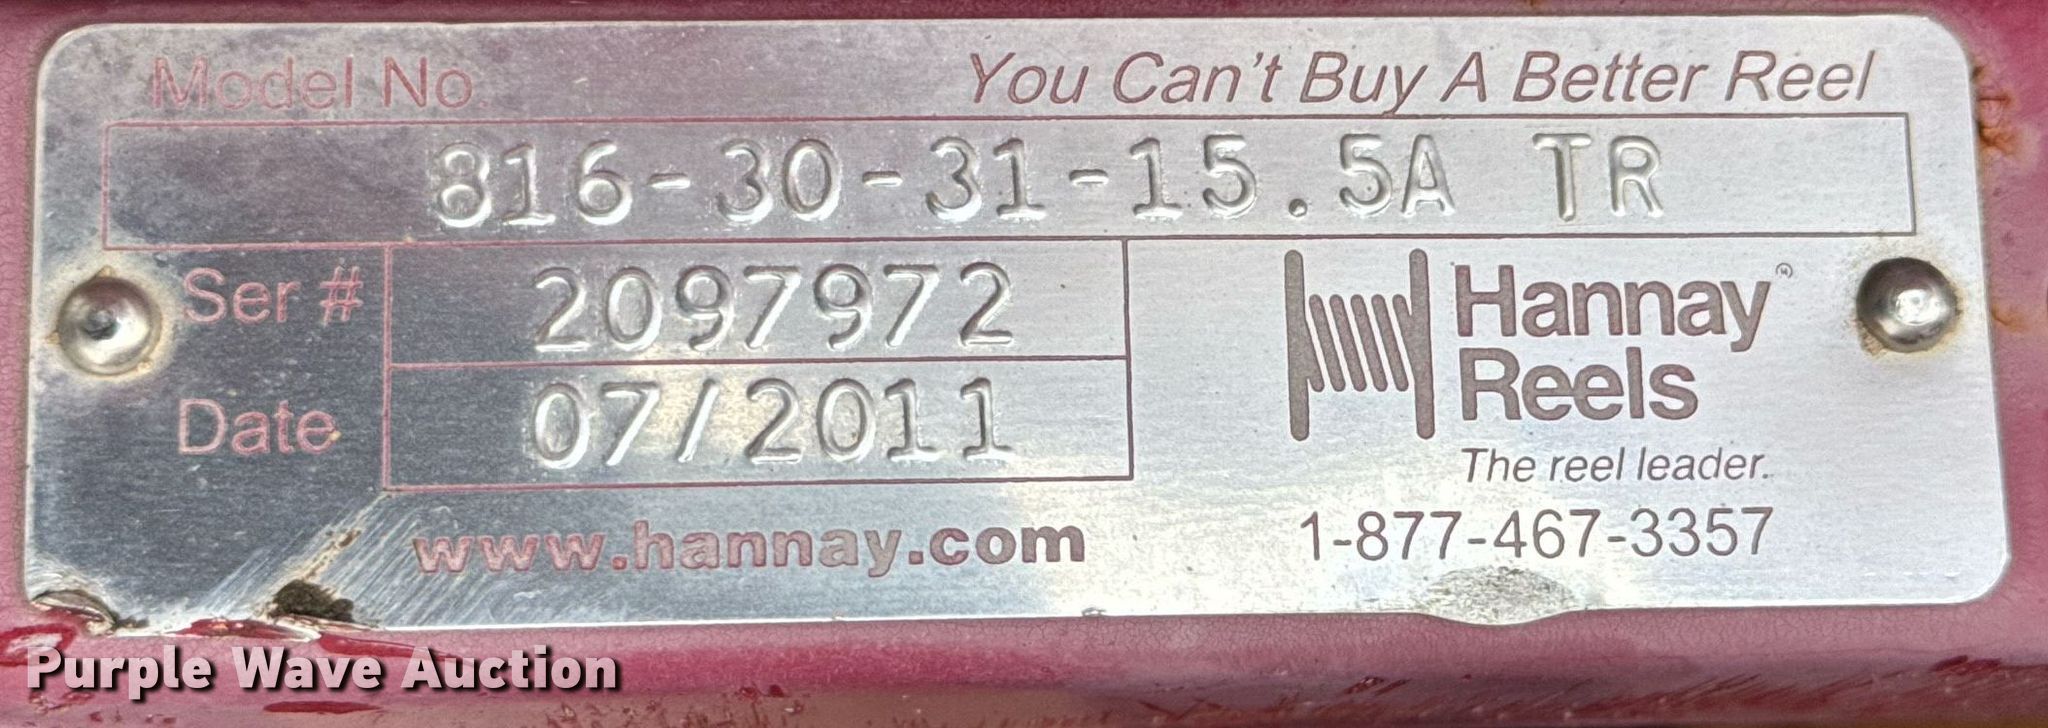 Model No. You Can't Buy A Better Reel
816-30-31-15.5A TR
Ser # 2097972
Date 07/2011
Hannay
Reels
The reel leader.
www.hannay.com 1-877-467-3357
Purple Wave Auction